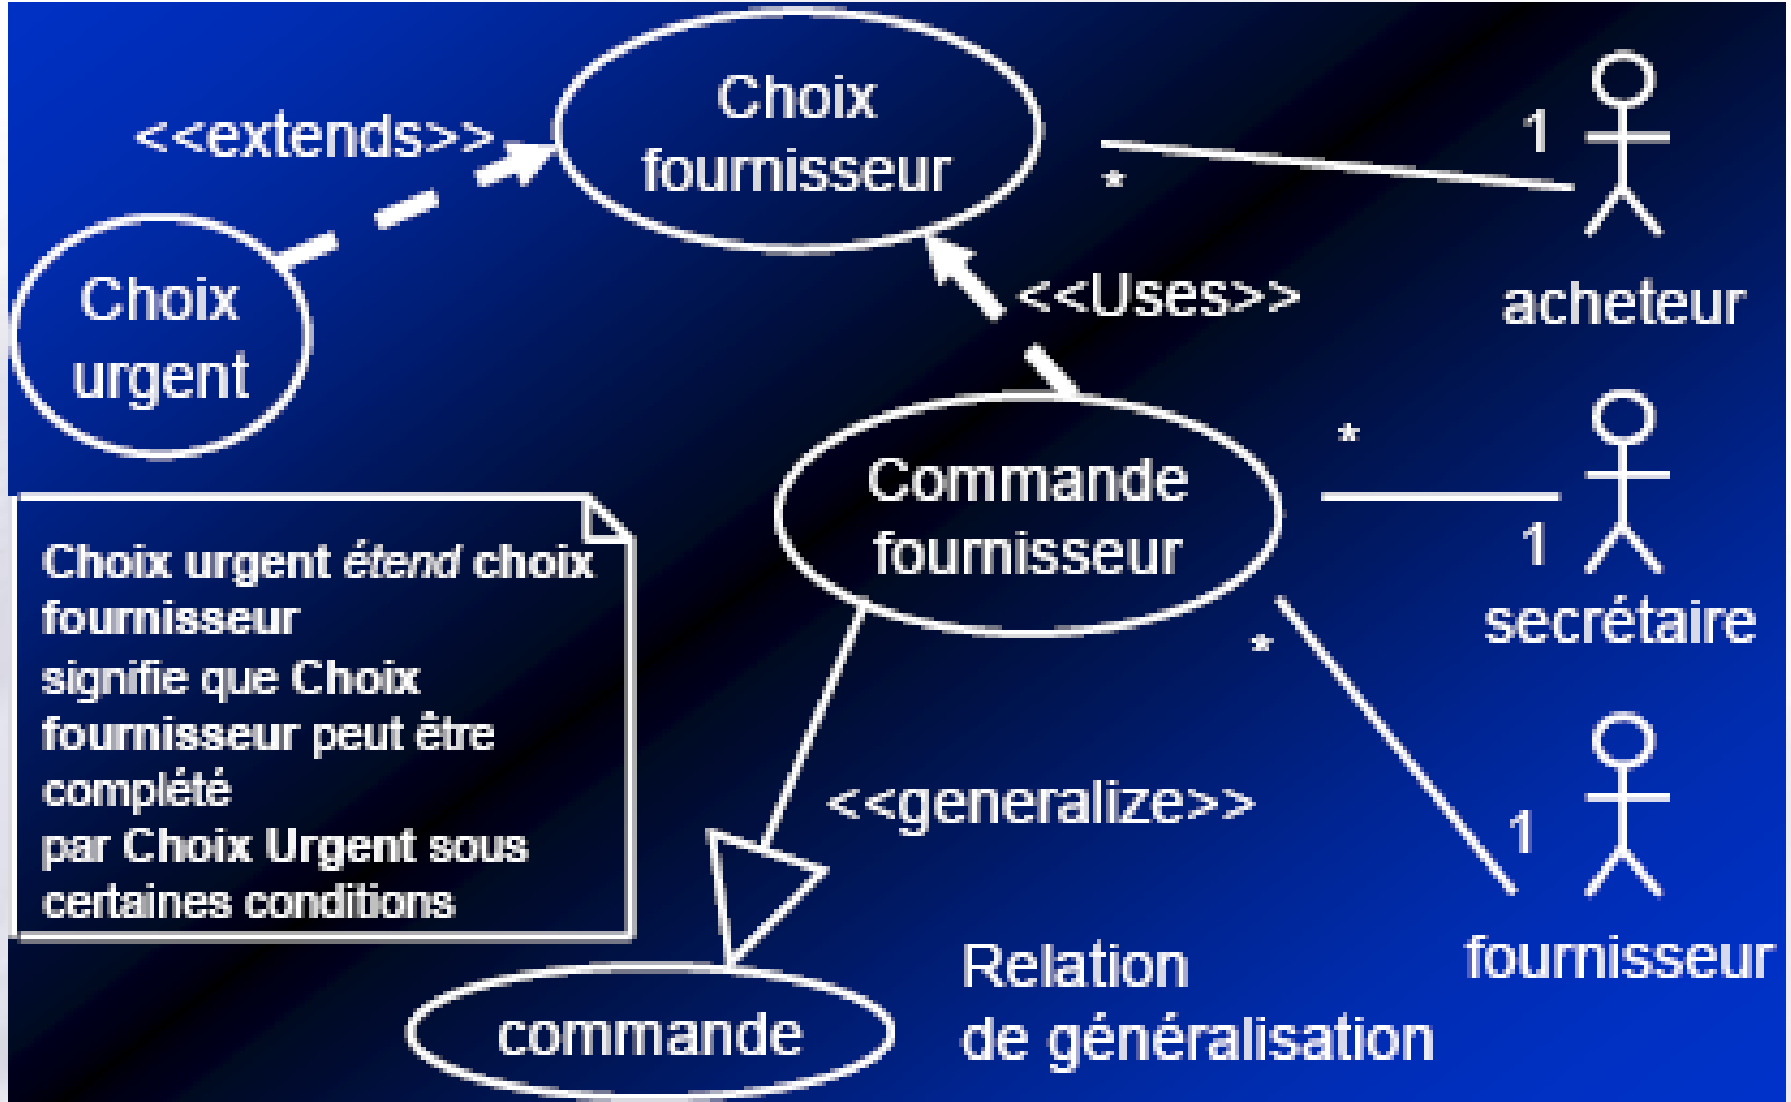 Choix
fournisseur
<<extends>>
1
*
Choix
urgent
<<Uses>>
acheteur
*
Commande
fournisseur
1
secrétaire
Choix urgent étend choix
fournisseur
signifie que Choix
fournisseur peut être
complété
par Choix Urgent sous
certaines conditions
*
<<generalize>>
1
fournisseur
Relation
de généralisation
commande